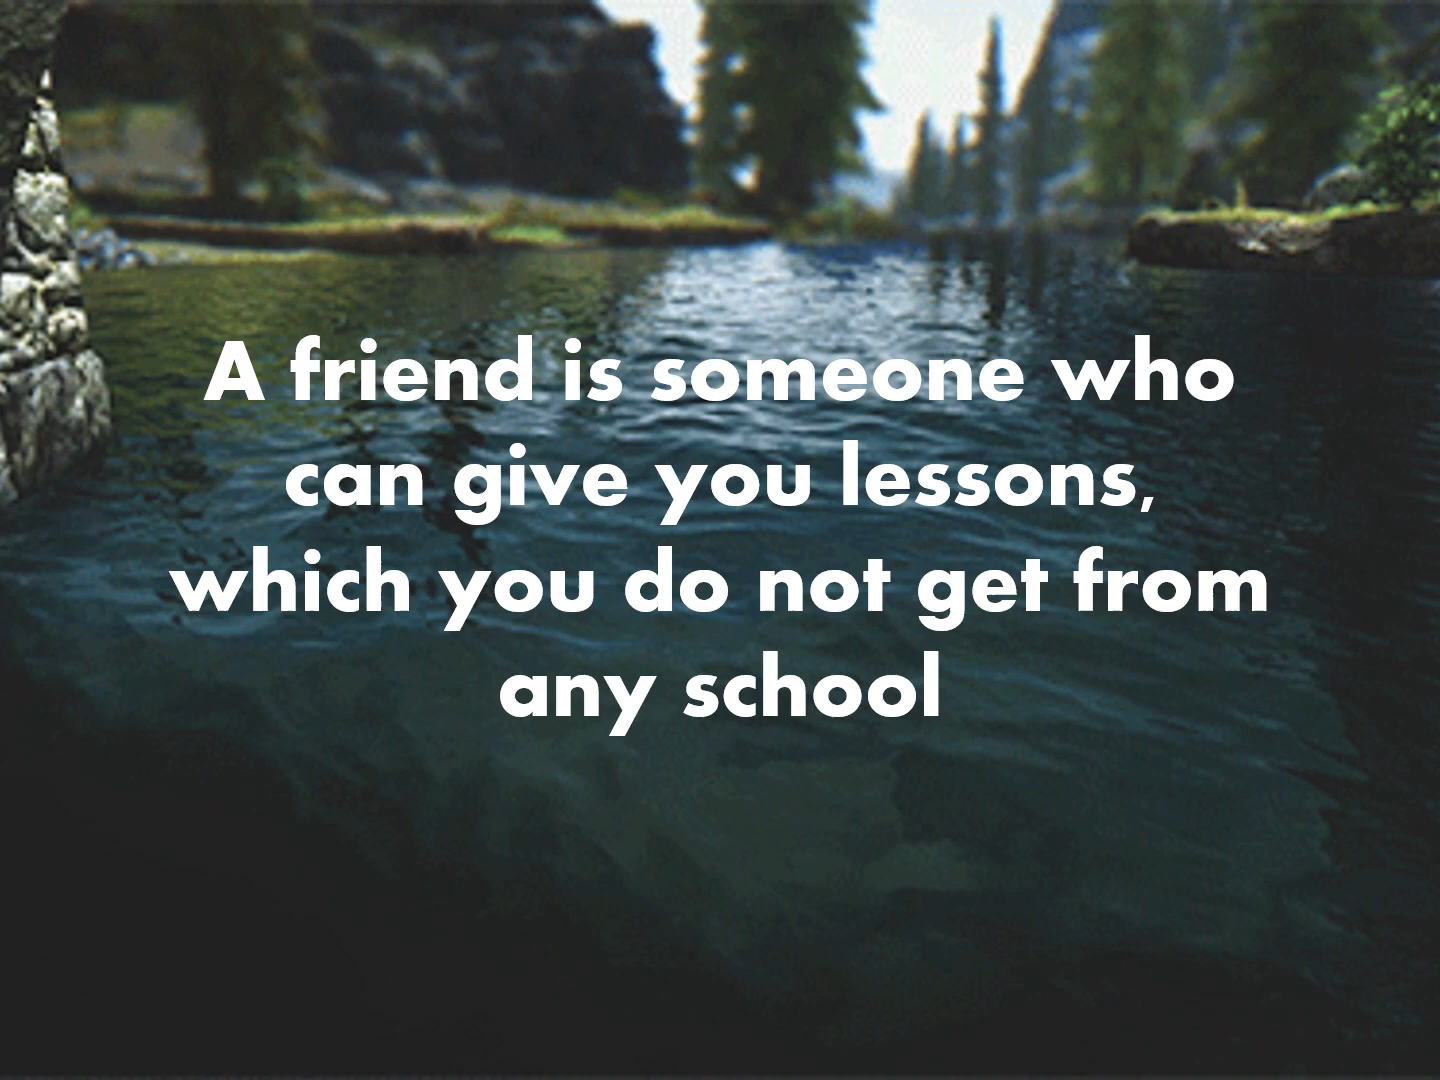 A friend is someone who
can give you lessons,
which you do not get from
any school